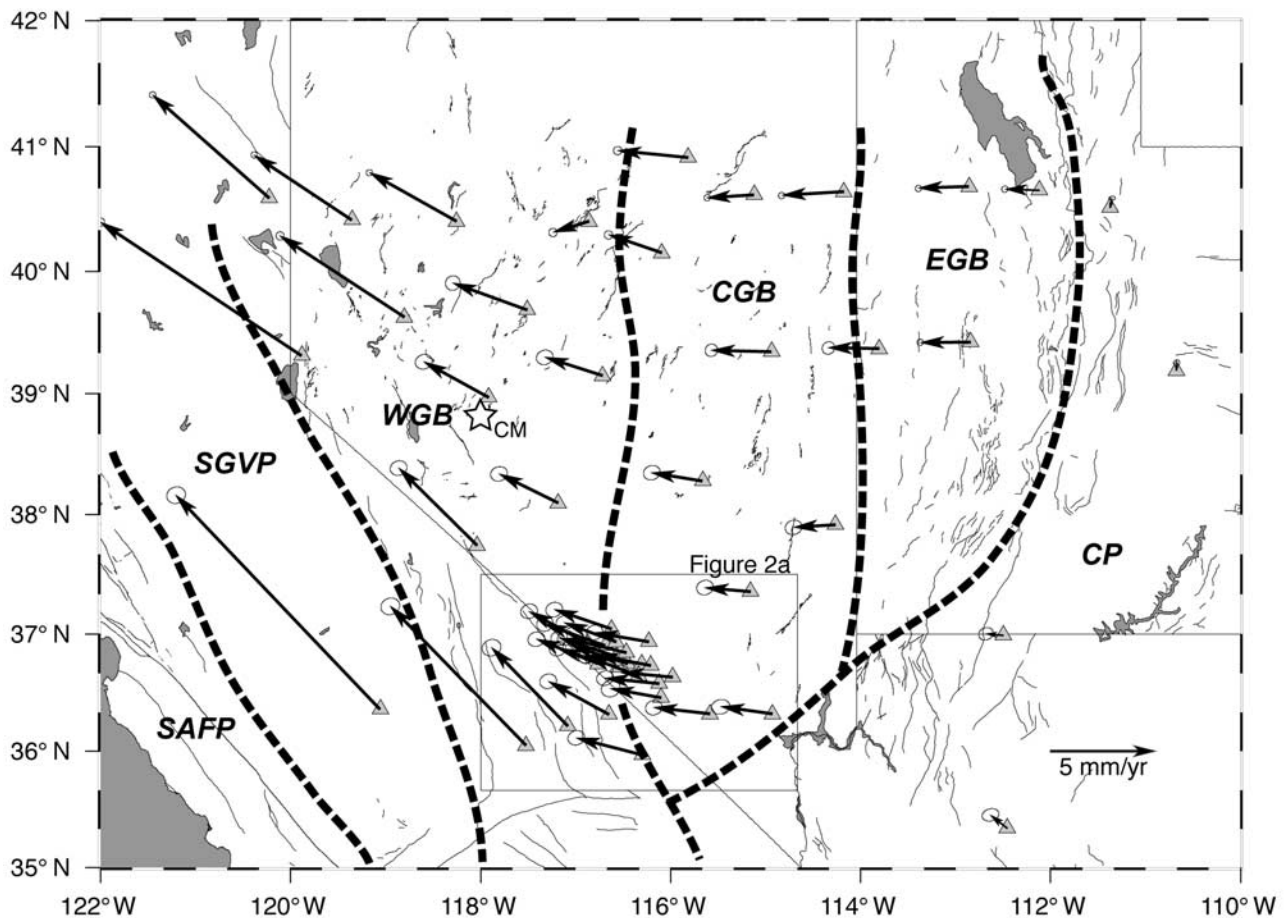 42° N
41° N
40° N
39° N
38° N
37° N
36° N
35° N
EGB
CGB
WGB
CM
SGVP
CP
Figure 2a
SAFP
5 mm/yr
122° W
120° W
118° W
116° W
114° W
112° W
110° W